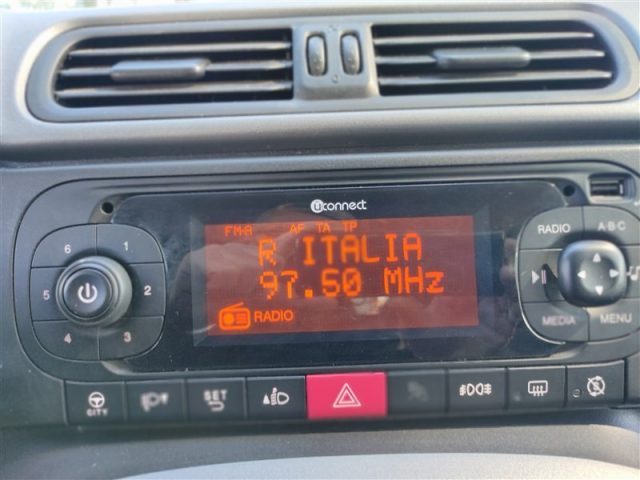 uconnect
FM-A AF TA TP
R ITALIA
97.50 MHz
RADIO
6 1
5 2
4 3
RADIO ABC
MEDIA MENU
CITY SET